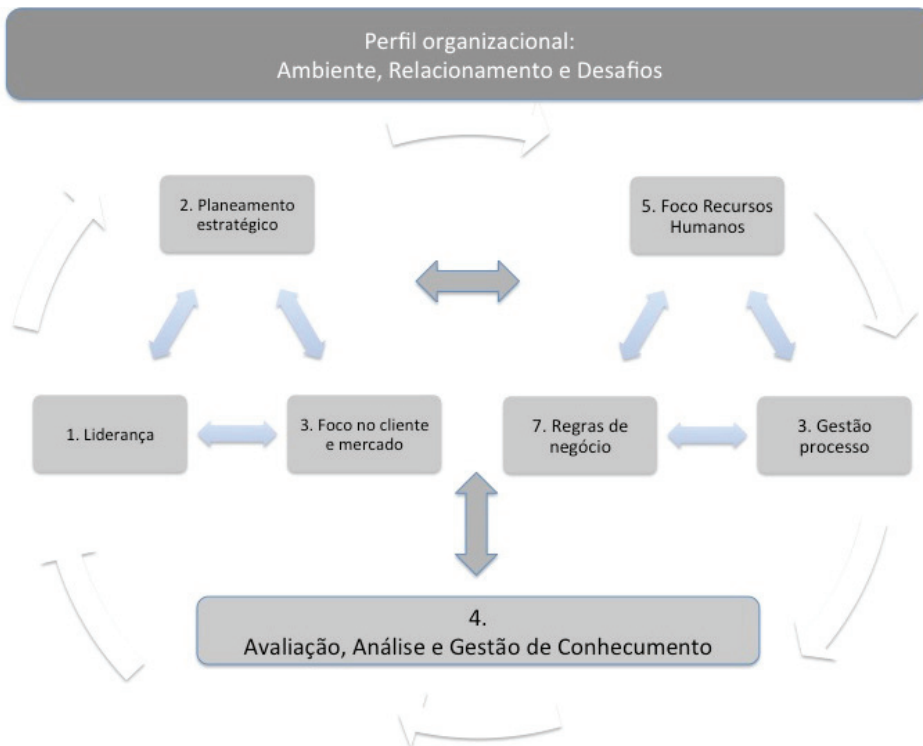 Perfil organizacional:
Ambiente, Relacionamento e Desafios
2. Planeamento
estratégico
5. Foco Recursos
Humanos
1. Liderança
3. Foco no cliente
e mercado
7. Regras de
negócio
3. Gestão
processo
4.
Avaliação, Análise e Gestão de Conhecumento